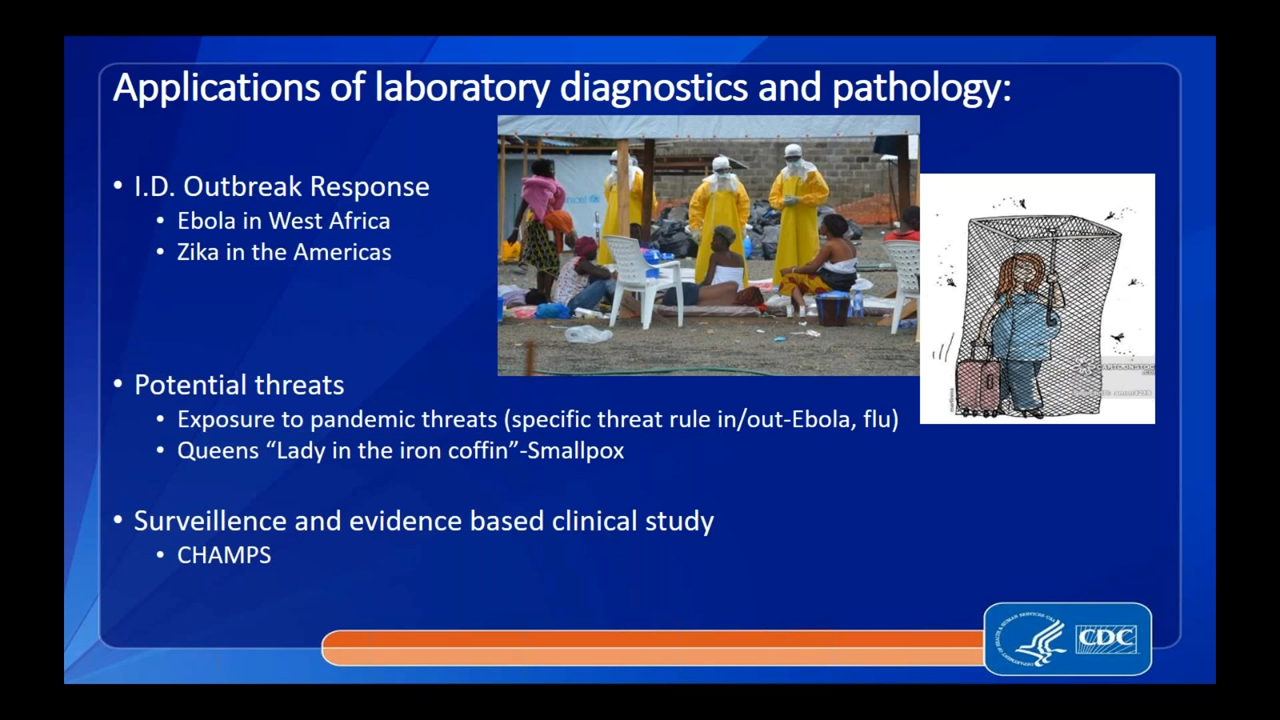 Applications of laboratory diagnostics and pathology:
• I.D. Outbreak Response
• Ebola in West Africa
• Zika in the Americas
• Potential threats
• Exposure to pandemic threats (specific threat rule in/out-Ebola, flu)
• Queens “Lady in the iron coffin”-Smallpox
• Surveillence and evidence based clinical study
• CHAMPS
CDC